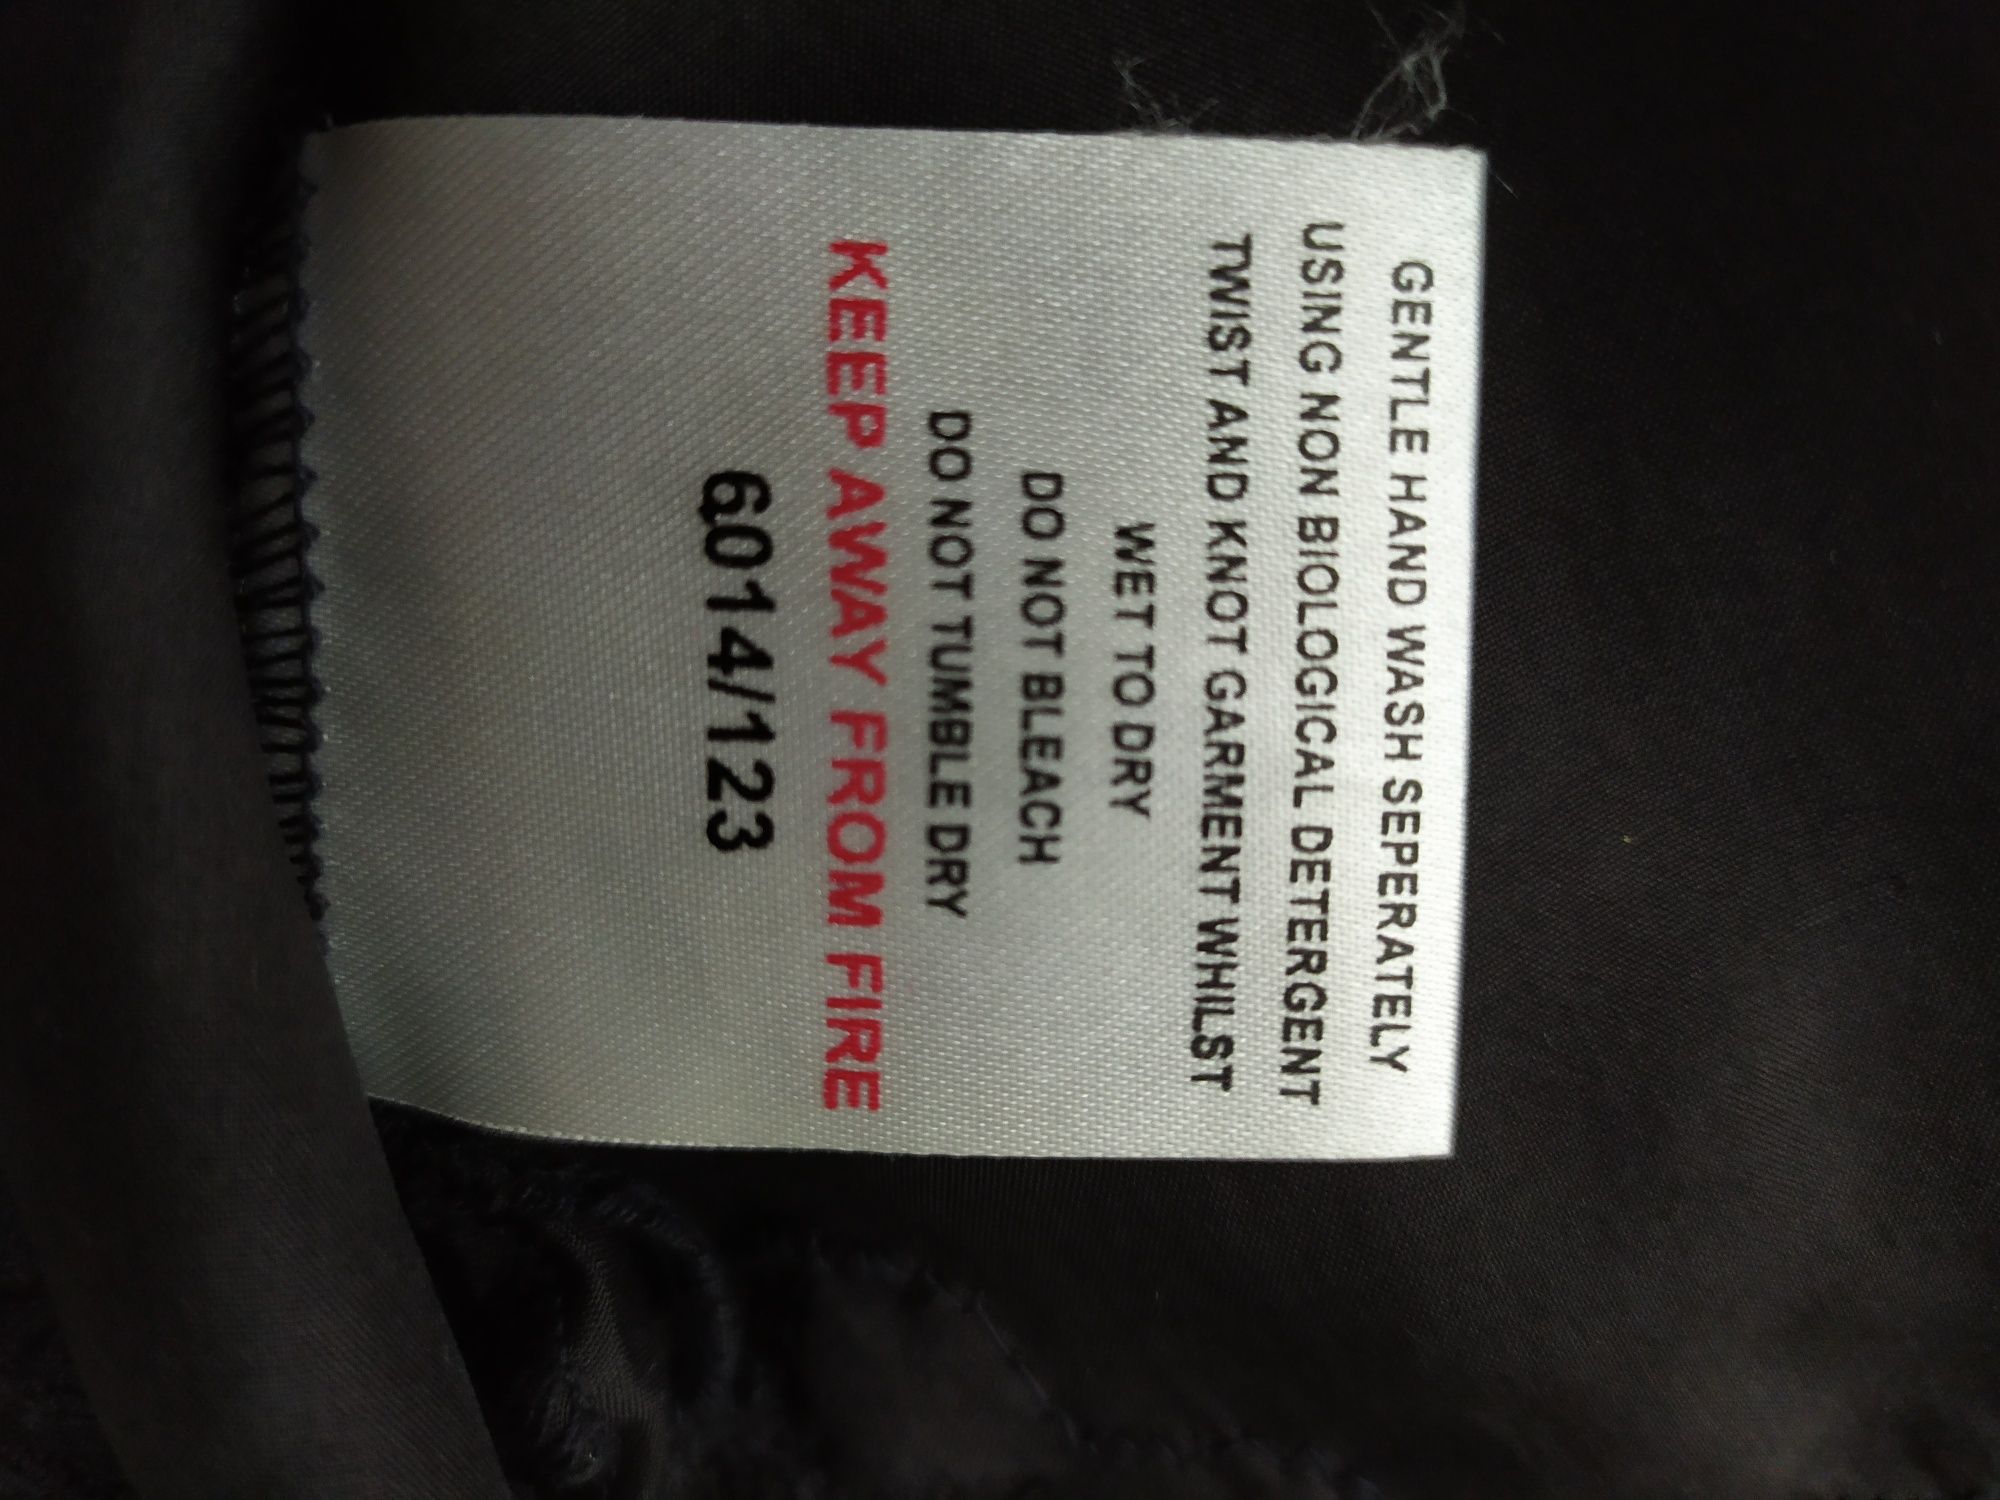 GENTLE HAND WASH SEPERATELY
USING NON BIOLOGICAL DETERGENT
TWIST AND KNOT GARMENT WHILST
WET TO DRY
DO NOT BLEACH
DO NOT TUMBLE DRY
KEEP AWAY FROM FIRE
6014/123